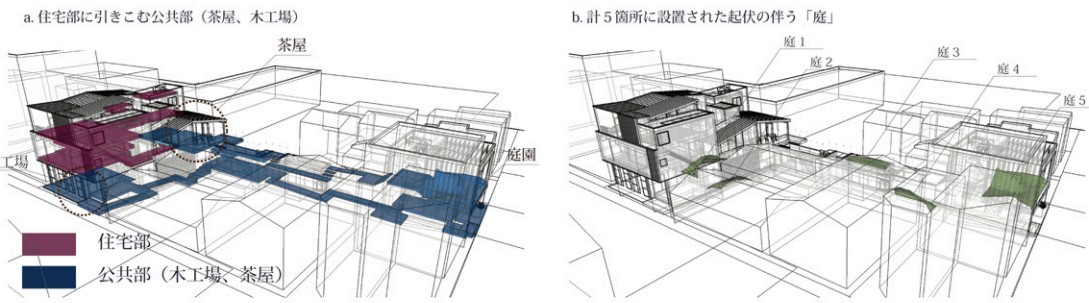 a. 住宅部に引きこむ公共部（茶屋、木工場）
茶屋
工場
庭園
住宅部
公共部（木工場、茶屋）
b. 計５箇所に設置された起伏の伴う「庭」
庭１
庭２
庭３
庭４
庭５